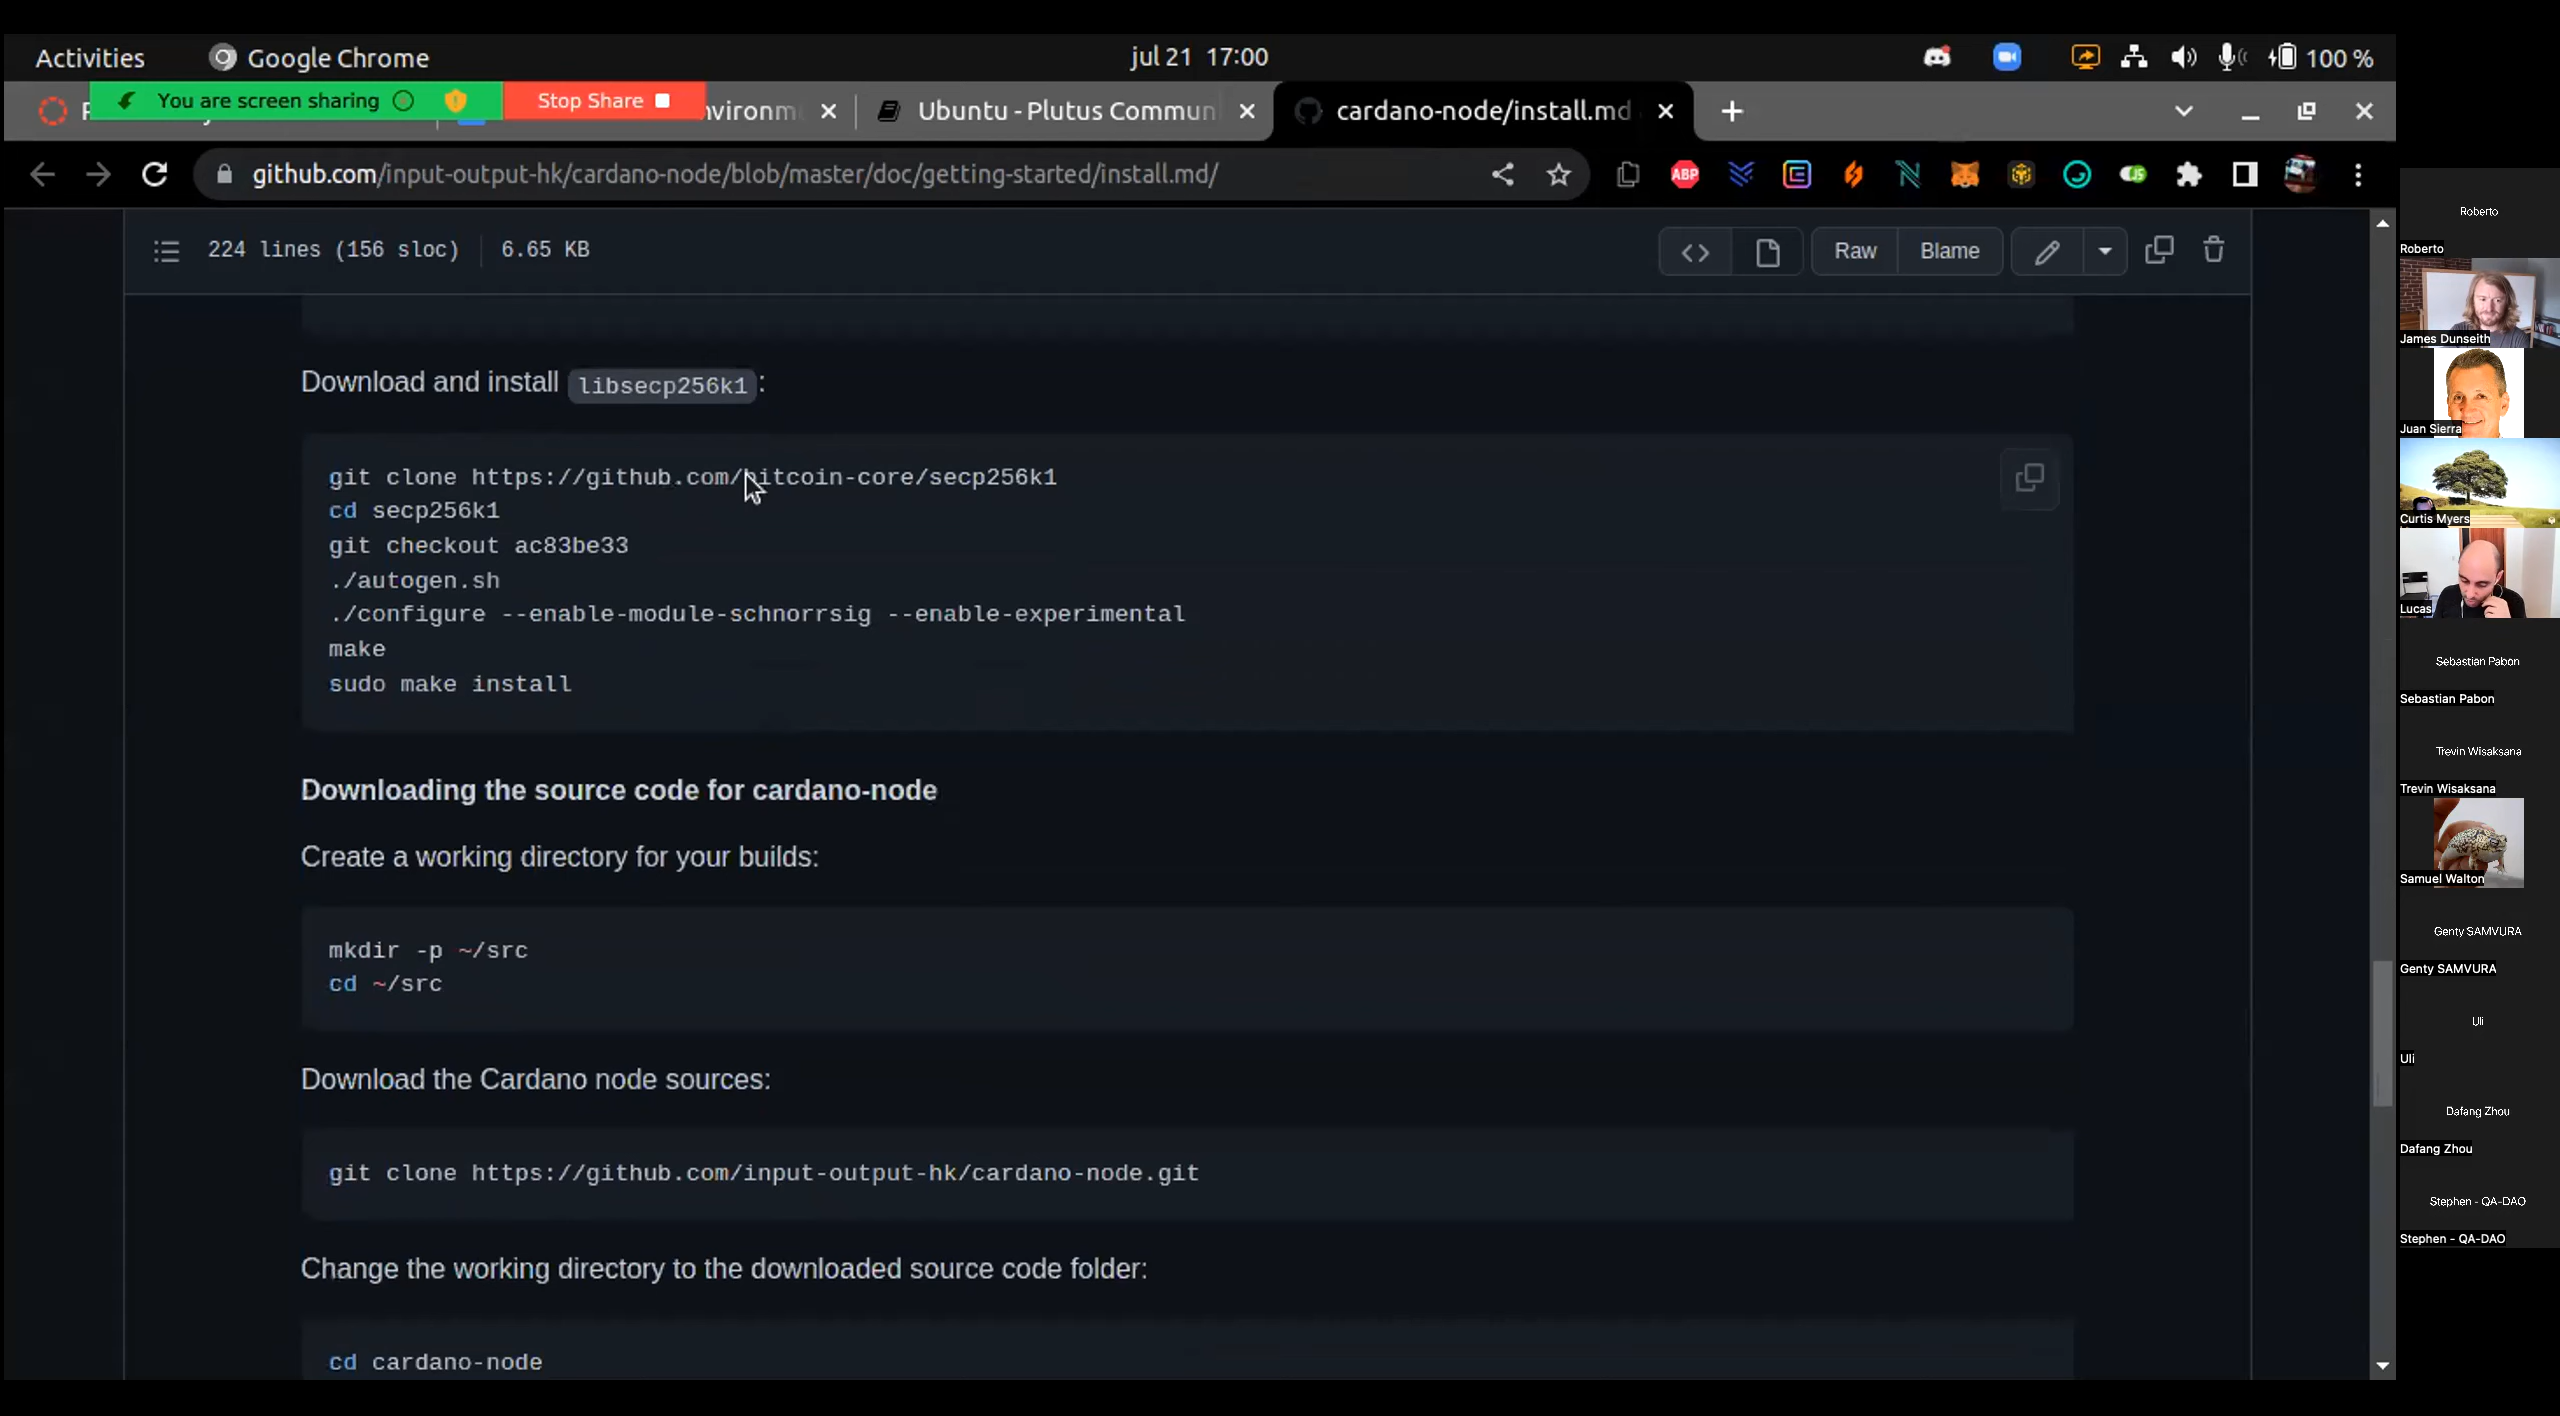 Activities
Google Chrome
jul 21 17:00
100 %
You are screen sharing
Stop Share
Ubuntu - Plutus Commun
cardano-node/install.md
github.com/input-output-hk/cardano-node/blob/master/doc/getting-started/install.md/
ABP
JS
224 lines (156 sloc)
6.65 KB
Raw
Blame
Download and install libsecp256k1:
git clone https://github.com/bitcoin-core/secp256k1
cd secp256k1
git checkout ac83be33
./autogen.sh
./configure --enable-module-schnorrsig --enable-experimental
make
sudo make install
Downloading the source code for cardano-node
Create a working directory for your builds:
mkdir -p ~/src
cd ~/src
Download the Cardano node sources:
git clone https://github.com/input-output-hk/cardano-node.git
Change the working directory to the downloaded source code folder:
cd cardano-node
Roberto
Roberto
James Dunseith
Juan Sierra
Curtis Myers
Lucas
Sebastian Pabon
Sebastian Pabon
Trevin Wisaksana
Trevin Wisaksana
Samuel Walton
Genty SAMVURA
Genty SAMVURA
Uli
Uli
Dafang Zhou
Dafang Zhou
Stephen - QA-DAO
Stephen - QA-DAO